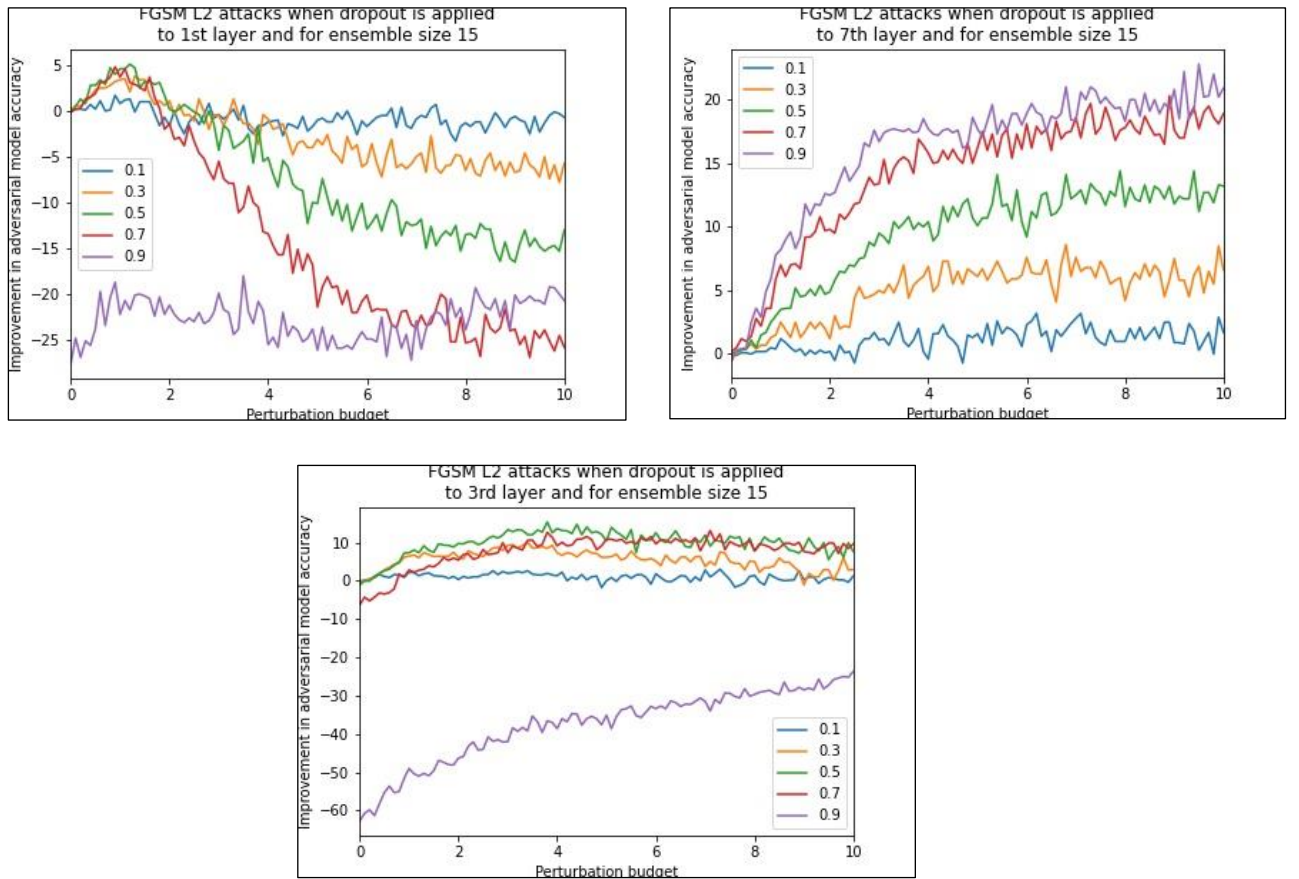 FGSM L2 attacks when dropout is applied
to 1st layer and for ensemble size 15
Improvement in adversarial model accuracy
5
0
−5
−10
−15
−20
−25
0.1
0.3
0.5
0.7
0.9
0 2 4 6 8 10
Perturbation budget
FGSM L2 attacks when dropout is applied
to 7th layer and for ensemble size 15
Improvement in adversarial model accuracy
20
15
10
5
0
0.1
0.3
0.5
0.7
0.9
0 2 4 6 8 10
Perturbation budget
FGSM L2 attacks when dropout is applied
to 3rd layer and for ensemble size 15
Improvement in adversarial model accuracy
10
0
−10
−20
−30
−40
−50
−60
0.1
0.3
0.5
0.7
0.9
0 2 4 6 8 10
Perturbation budget